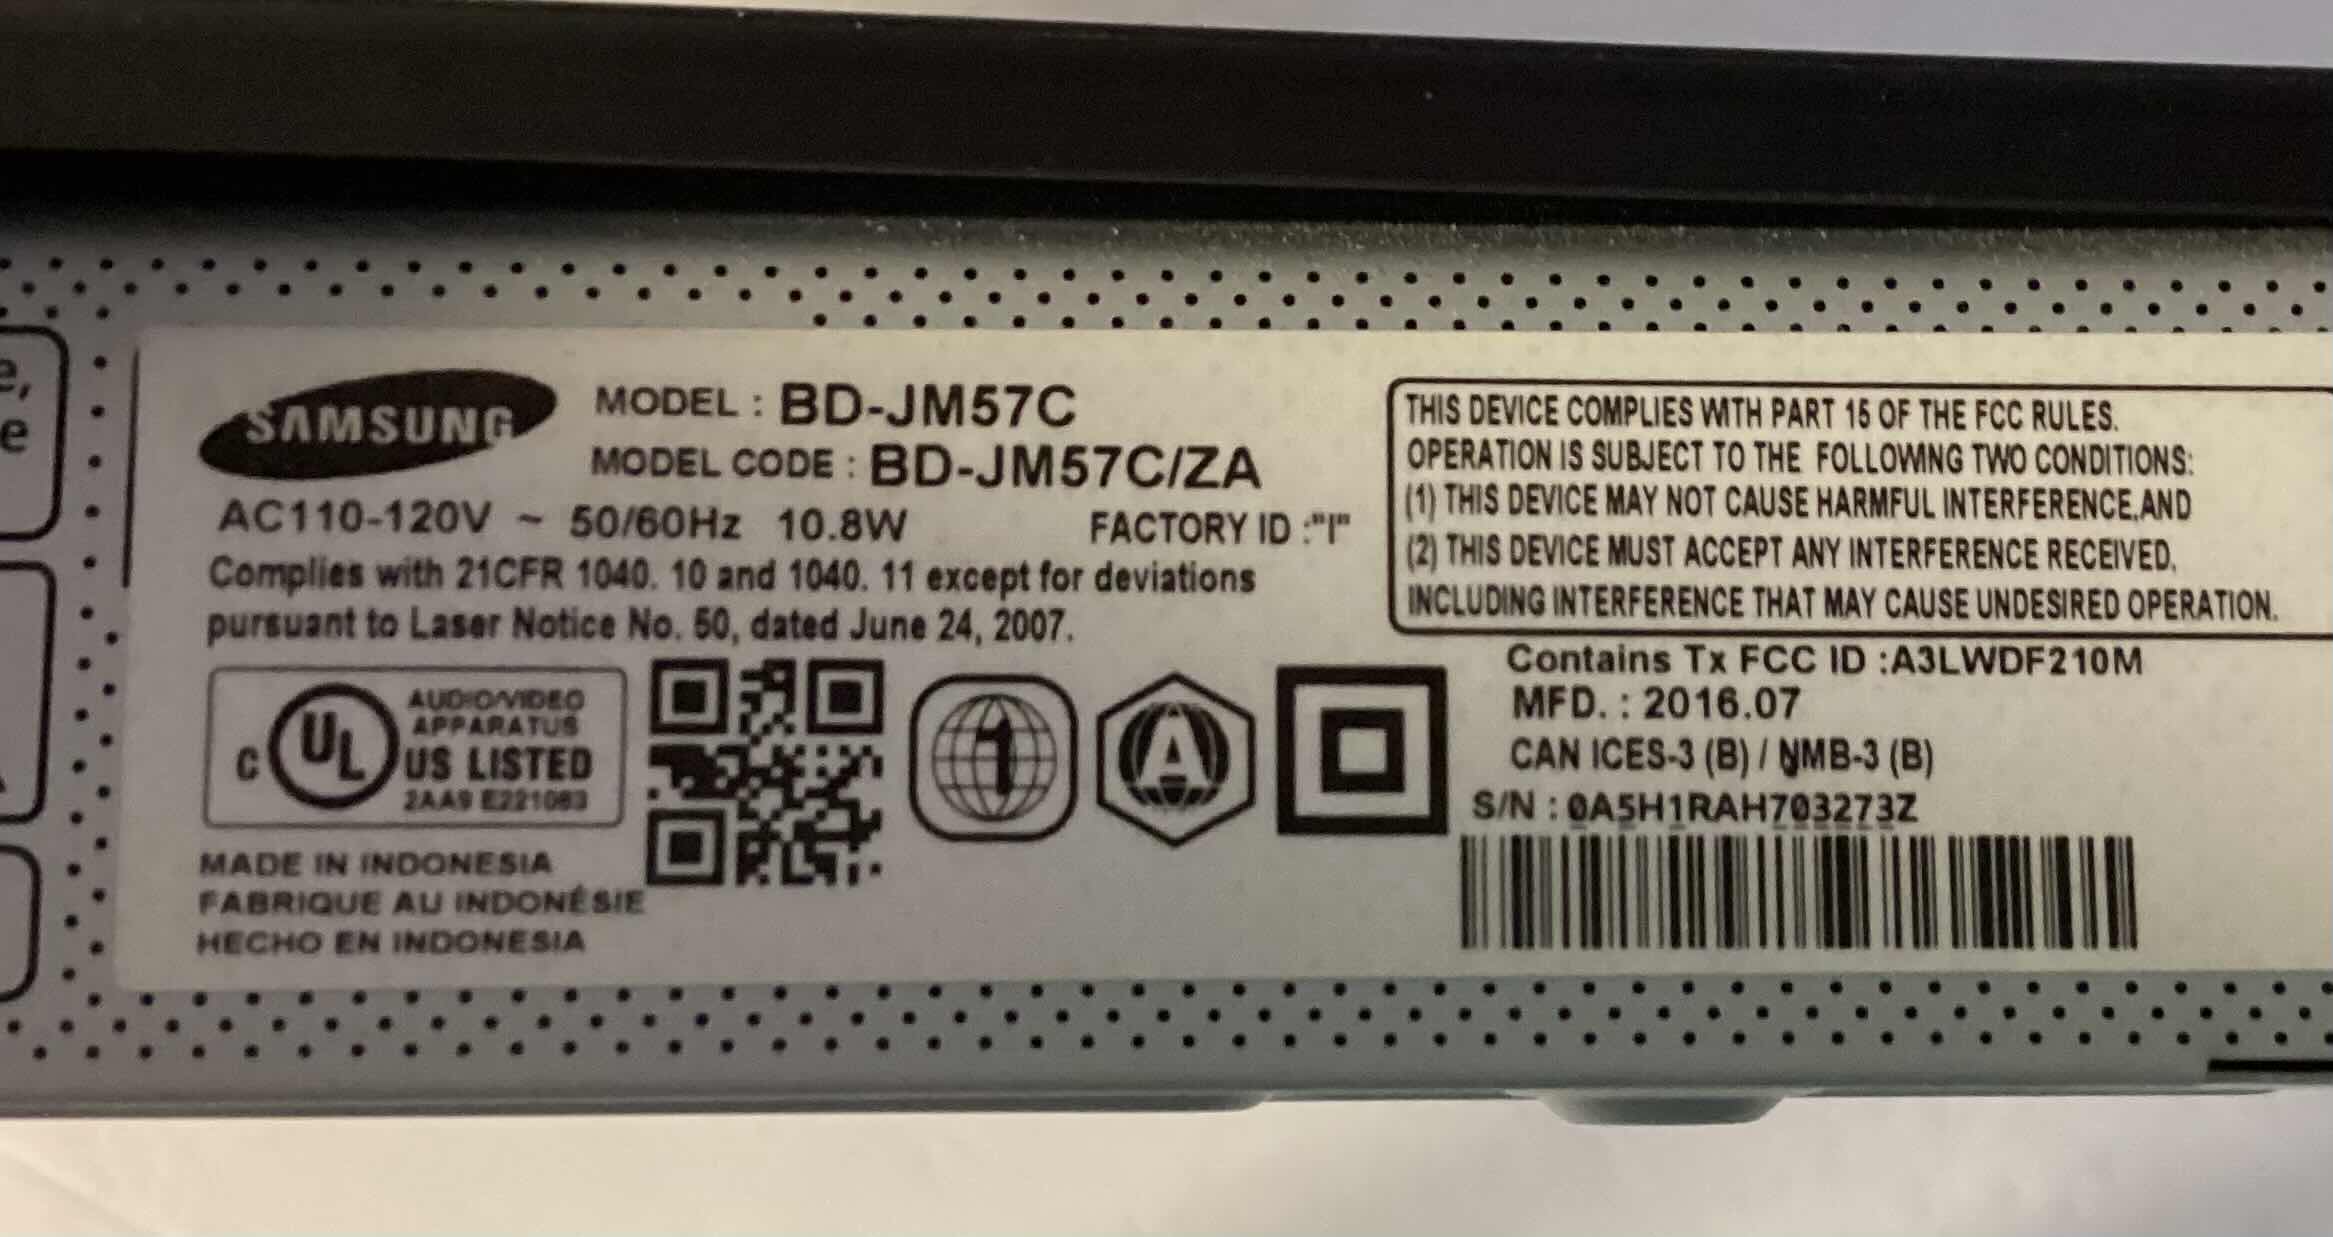 e,
e
SAMSUNG
MODEL : BD-JM57C
MODEL CODE : BD-JM57C/ZA
AC110-120V ~ 50/60Hz 10.8W FACTORY ID :"I"
Complies with 21CFR 1040. 10 and 1040. 11 except for deviations
pursuant to Laser Notice No. 50, dated June 24, 2007.
C UL AUDIO/VIDEO
APPARATUS
US LISTED
2AA9 E221083
1
A
MADE IN INDONESIA
FABRIQUE AU INDONÉSIE
HECHO EN INDONESIA
THIS DEVICE COMPLIES WITH PART 15 OF THE FCC RULES.
OPERATION IS SUBJECT TO THE FOLLOWING TWO CONDITIONS:
(1) THIS DEVICE MAY NOT CAUSE HARMFUL INTERFERENCE,AND
(2) THIS DEVICE MUST ACCEPT ANY INTERFERENCE RECEIVED,
INCLUDING INTERFERENCE THAT MAY CAUSE UNDESIRED OPERATION.
Contains Tx FCC ID :A3LWDF210M
MFD. : 2016.07
CAN ICES-3 (B) / NMB-3 (B)
S/N : 0A5H1RAH703273Z